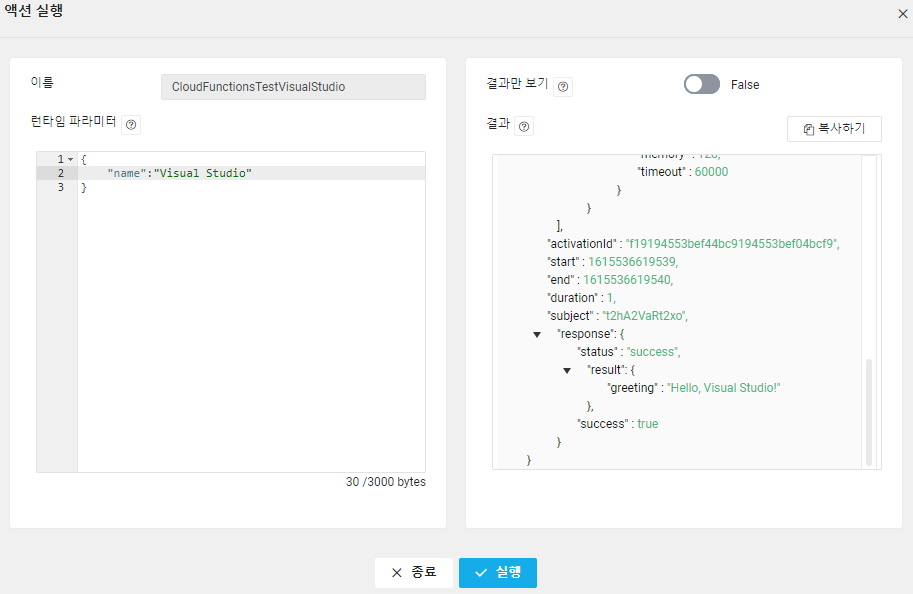 액션 실행
이름
CloudFunctionsTestVisualStudio
런타임 파라미터
1 {
2 "name":"Visual Studio"
3 }
30 /3000 bytes
결과만 보기
False
결과
복사하기
"memory" : 128,
"timeout" : 60000
}
}
],
"activationId" : "f19194553bef44bc9194553bef04bcf9",
"start" : 1615536619539,
"end" : 1615536619540,
"duration" : 1,
"subject" : "t2hA2VaRt2xo",
"response": {
"status" : "success",
"result": {
"greeting" : "Hello, Visual Studio!"
},
"success" : true
}
}
종료
실행